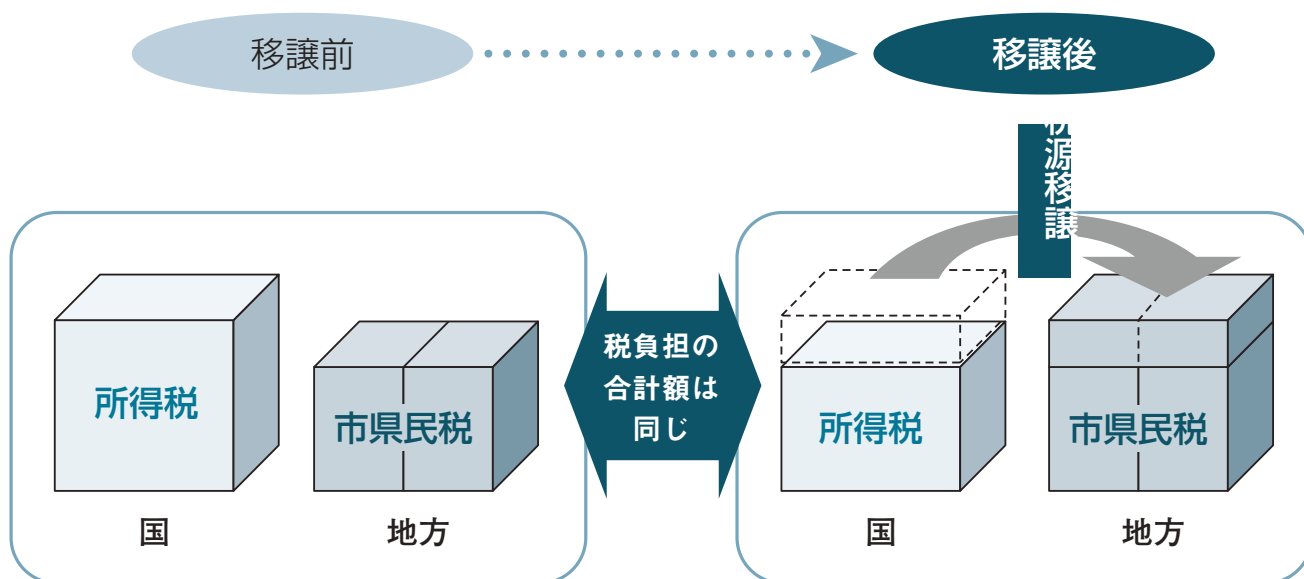 移譲前
移譲後
源移譲
所得税
市県民税
国
地方
税負担の
合計額は
同じ
所得税
市県民税
国
地方